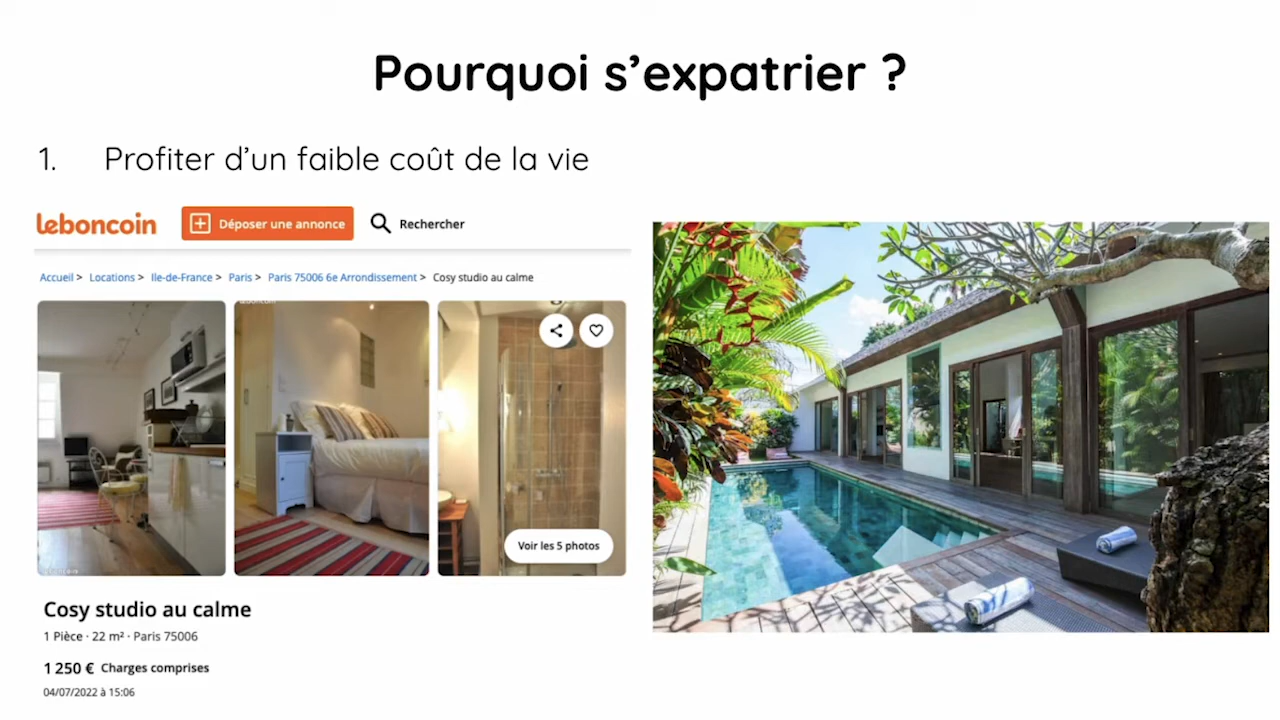 Pourquoi s’expatrier ?
1. Profiter d’un faible coût de la vie
leboncoin
Déposer une annonce
Rechercher
Accueil > Locations > Ile-de-France > Paris > Paris 75006 6e Arrondissement > Cosy studio au calme
Voir les 5 photos
Cosy studio au calme
1 Pièce · 22 m² · Paris 75006
1 250 € Charges comprises
04/07/2022 à 15:06